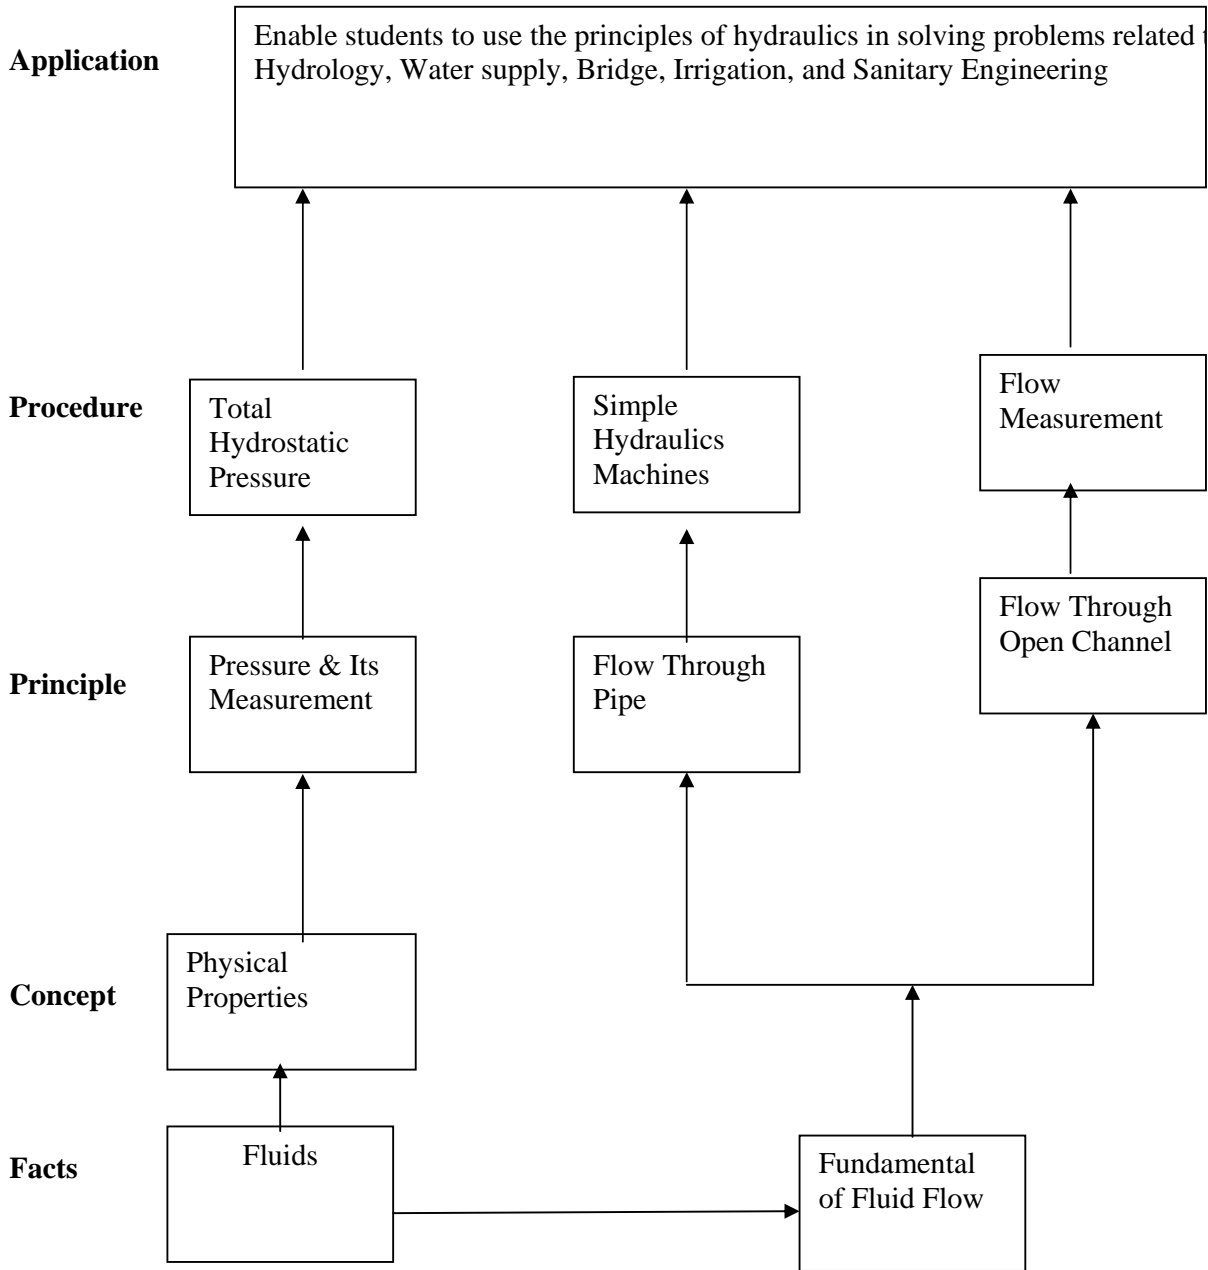 Application
Enable students to use the principles of hydraulics in solving problems related
Hydrology, Water supply, Bridge, Irrigation, and Sanitary Engineering
Procedure
Total
Hydrostatic
Pressure
Simple
Hydraulics
Machines
Flow
Measurement
Principle
Pressure & Its
Measurement
Flow Through
Pipe
Flow Through
Open Channel
Concept
Physical
Properties
Facts
Fluids
Fundamental
of Fluid Flow